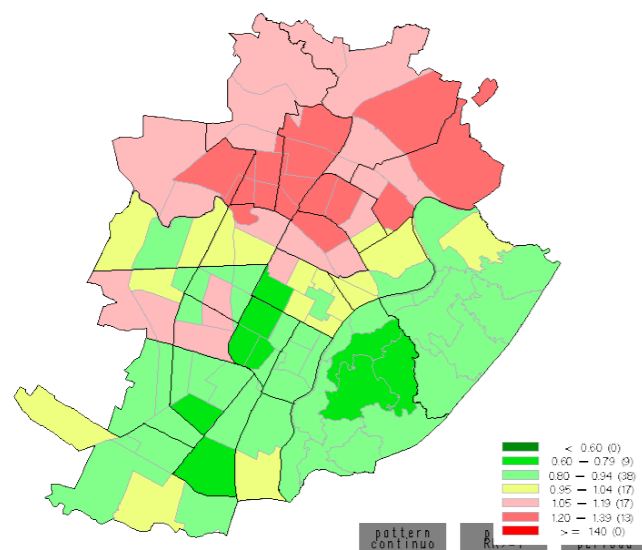 < 0.60 (0)
0.60 – 0.79 (9)
0.80 – 0.94 (38)
0.95 – 1.04 (17)
1.05 – 1.19 (17)
1.20 – 1.39 (13)
>= 140 (0)
pattern
continuo